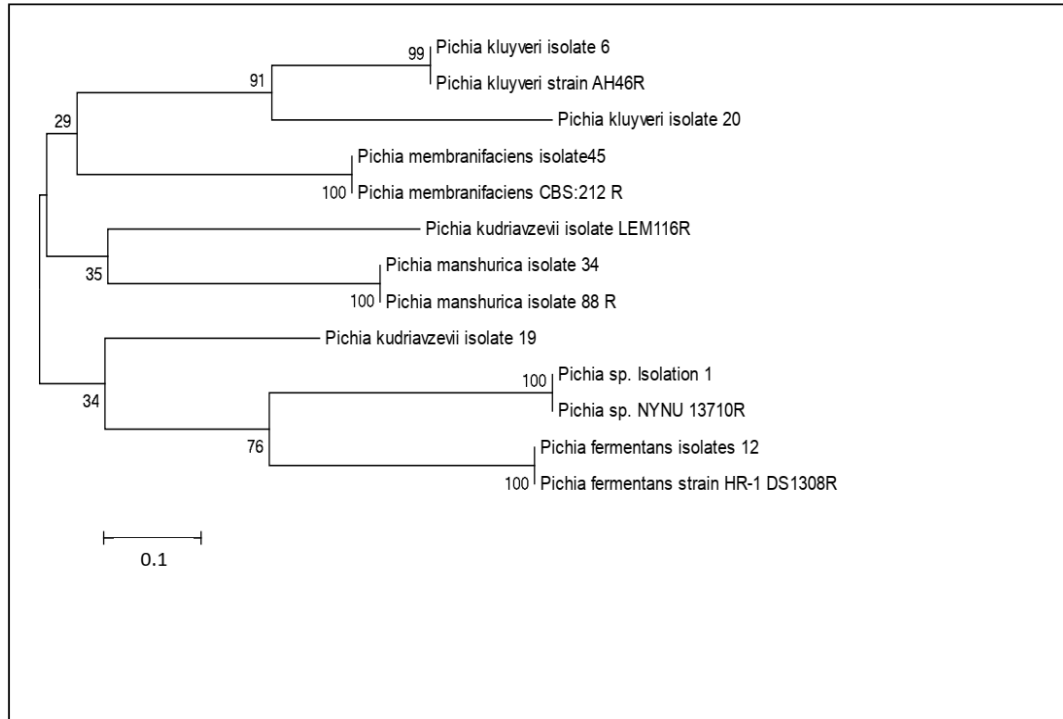 99
Pichia kluyveri isolate 6
Pichia kluyveri strain AH46R
91
Pichia kluyveri isolate 20
29
Pichia membranifaciens isolate45
100
Pichia membranifaciens CBS:212 R
Pichia kudriavzevii isolate LEM116R
35
Pichia manshurica isolate 34
100
Pichia manshurica isolate 88 R
Pichia kudriavzevii isolate 19
34
100
Pichia sp. Isolation 1
Pichia sp. NYNU 13710R
76
Pichia fermentans isolates 12
100
Pichia fermentans strain HR-1 DS1308R
0.1